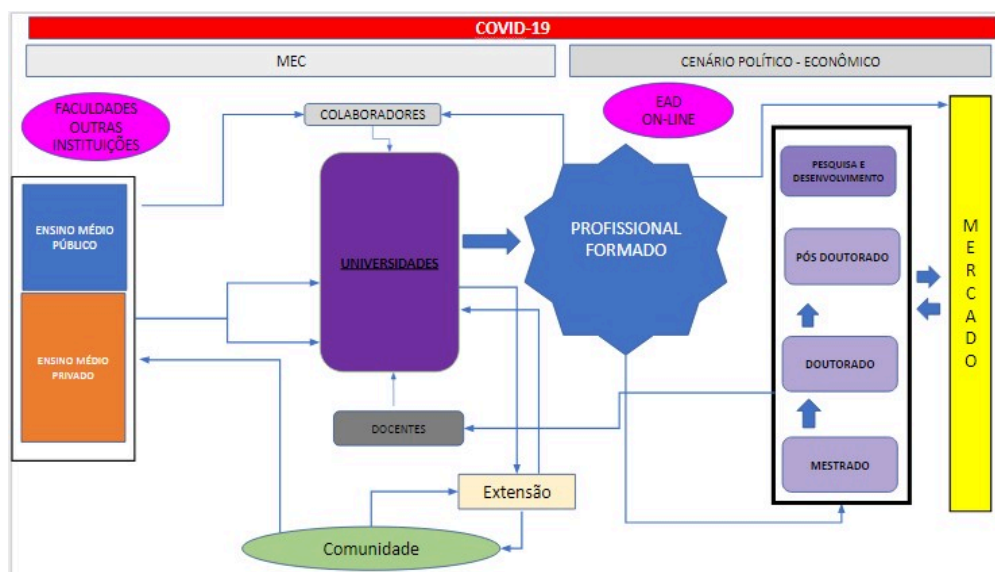 COVID-19
MEC
CENÁRIO POLÍTICO - ECONÔMICO
FACULDADES
OUTRAS
INSTITUIÇÕES
COLABORADORES
EAD
ON-LINE
ENSINO MÉDIO
PÚBLICO
ENSINO MÉDIO
PRIVADO
UNIVERSIDADES
PROFISSIONAL
FORMADO
PESQUISA E
DESENVOLVIMENTO
PÓS DOUTORADO
DOUTORADO
MESTRADO
MERCADO
DOCENTES
Extensão
Comunidade